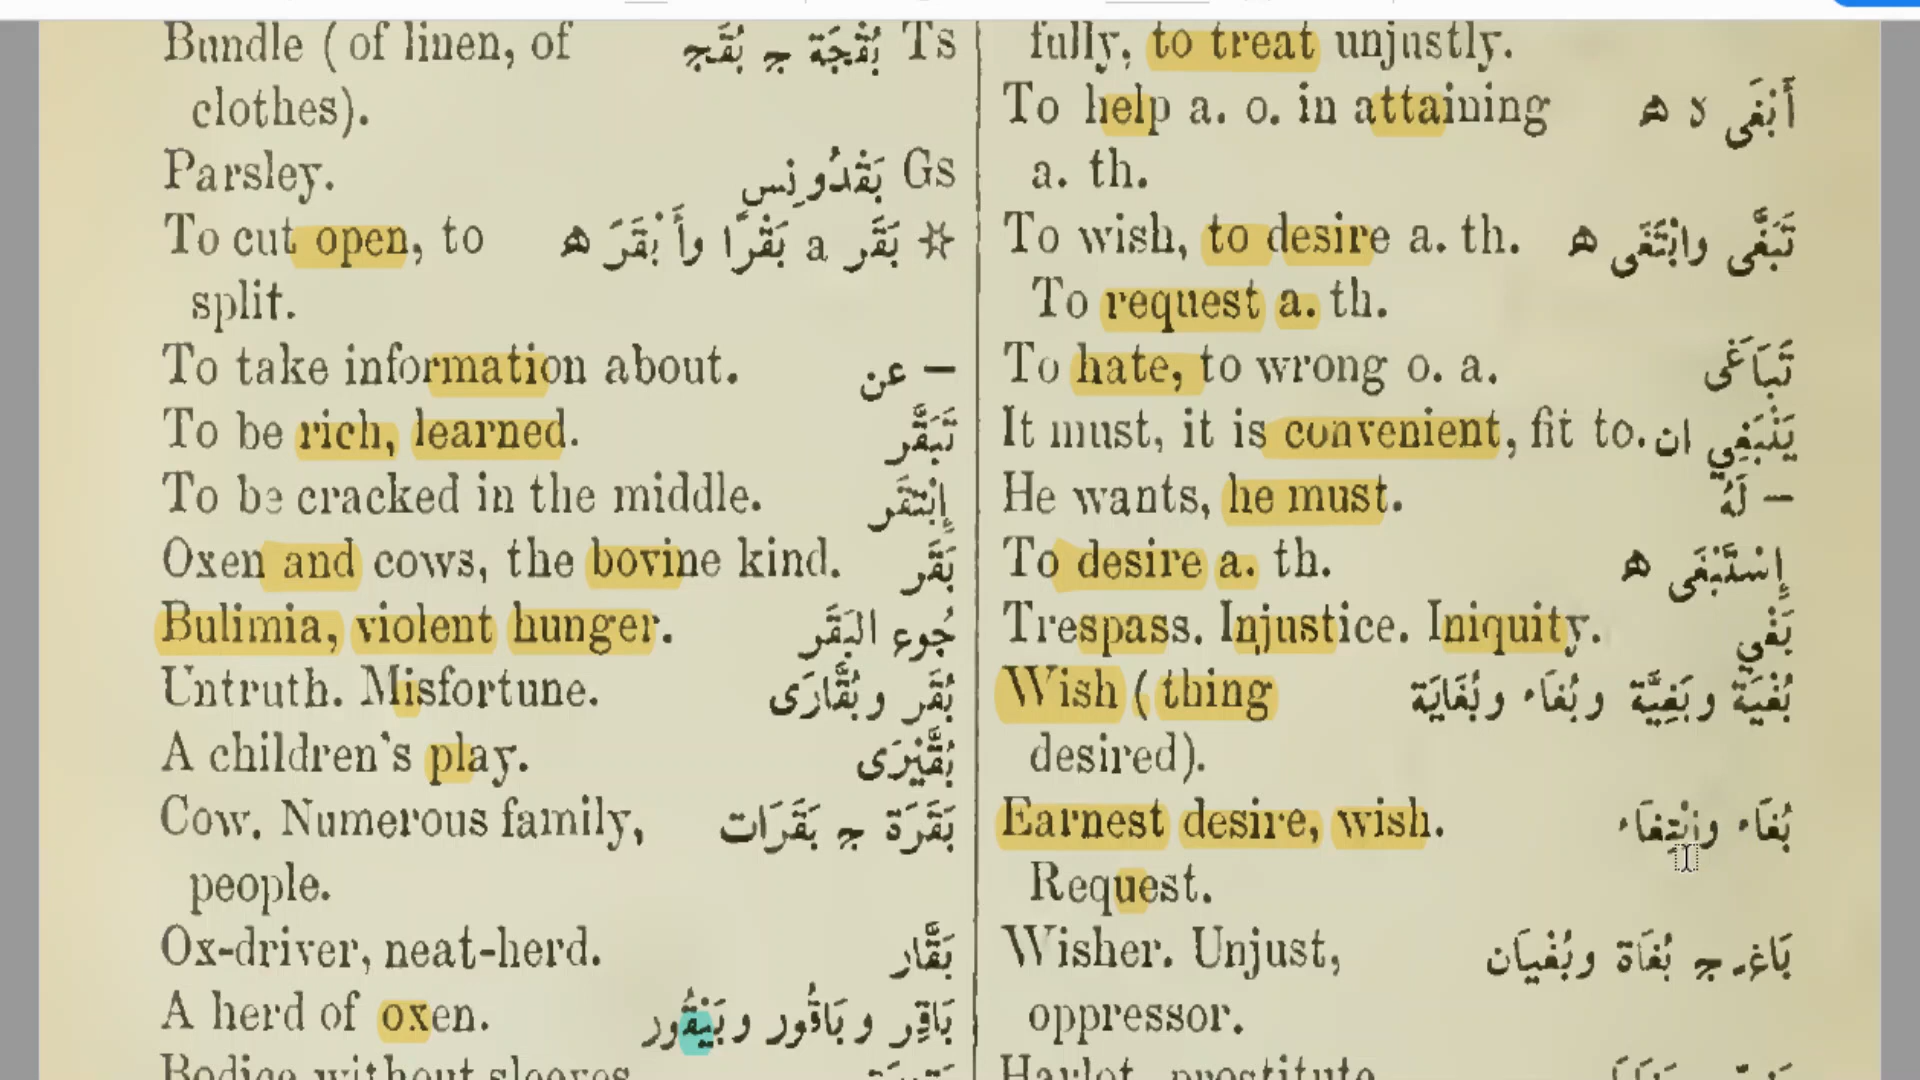 Bundle ( of linen, of بُقْجَة ج بُقَج Ts
clothes).
Parsley. بَقْدُونِس Gs
To cut open, to ☆ بَقَر a بَقْرًا وأَبْقَرَ ه
split.
To take information about. — عن
To be rich, learned. تَبَقَّر
To be cracked in the middle. إِبْتَقَر
Oxen and cows, the bovine kind. بَقَر
Bulimia, violent hunger. جُوع البَقَر
Untruth. Misfortune. بُقَر وبُقَّارَى
A children's play. بُقَّيْرَى
Cow. Numerous family, بَقَرَة ج بَقَرَات
people.
Ox-driver, neat-herd. بَقَّار
A herd of oxen. بَاقِر وبَاقُور وبَيْقُور
Bodice without sleeves
fully, to treat unjustly.
To help a. o. in attaining أَبْغَى ه ه
a. th.
To wish, to desire a. th. تَبَغَّى وابْتَغَى ه
To request a. th.
To hate, to wrong o. a. تَبَاغَى
It must, it is convenient, fit to. يَنْبَغِي ان
He wants, he must. — لَهُ
To desire a. th. إِسْتَبْغَى ه
Trespass. Injustice. Iniquity. بَغْي
Wish ( thing بُغْيَة وبَغِيَّة وبُغَاء وبُغَايَة
desired).
Earnest desire, wish. بُغَاء وابْتِغَاء
Request.
Wisher. Unjust, بَاغٍ ج بُغَاة وبُغْيَان
oppressor.
Harlot, prostitute